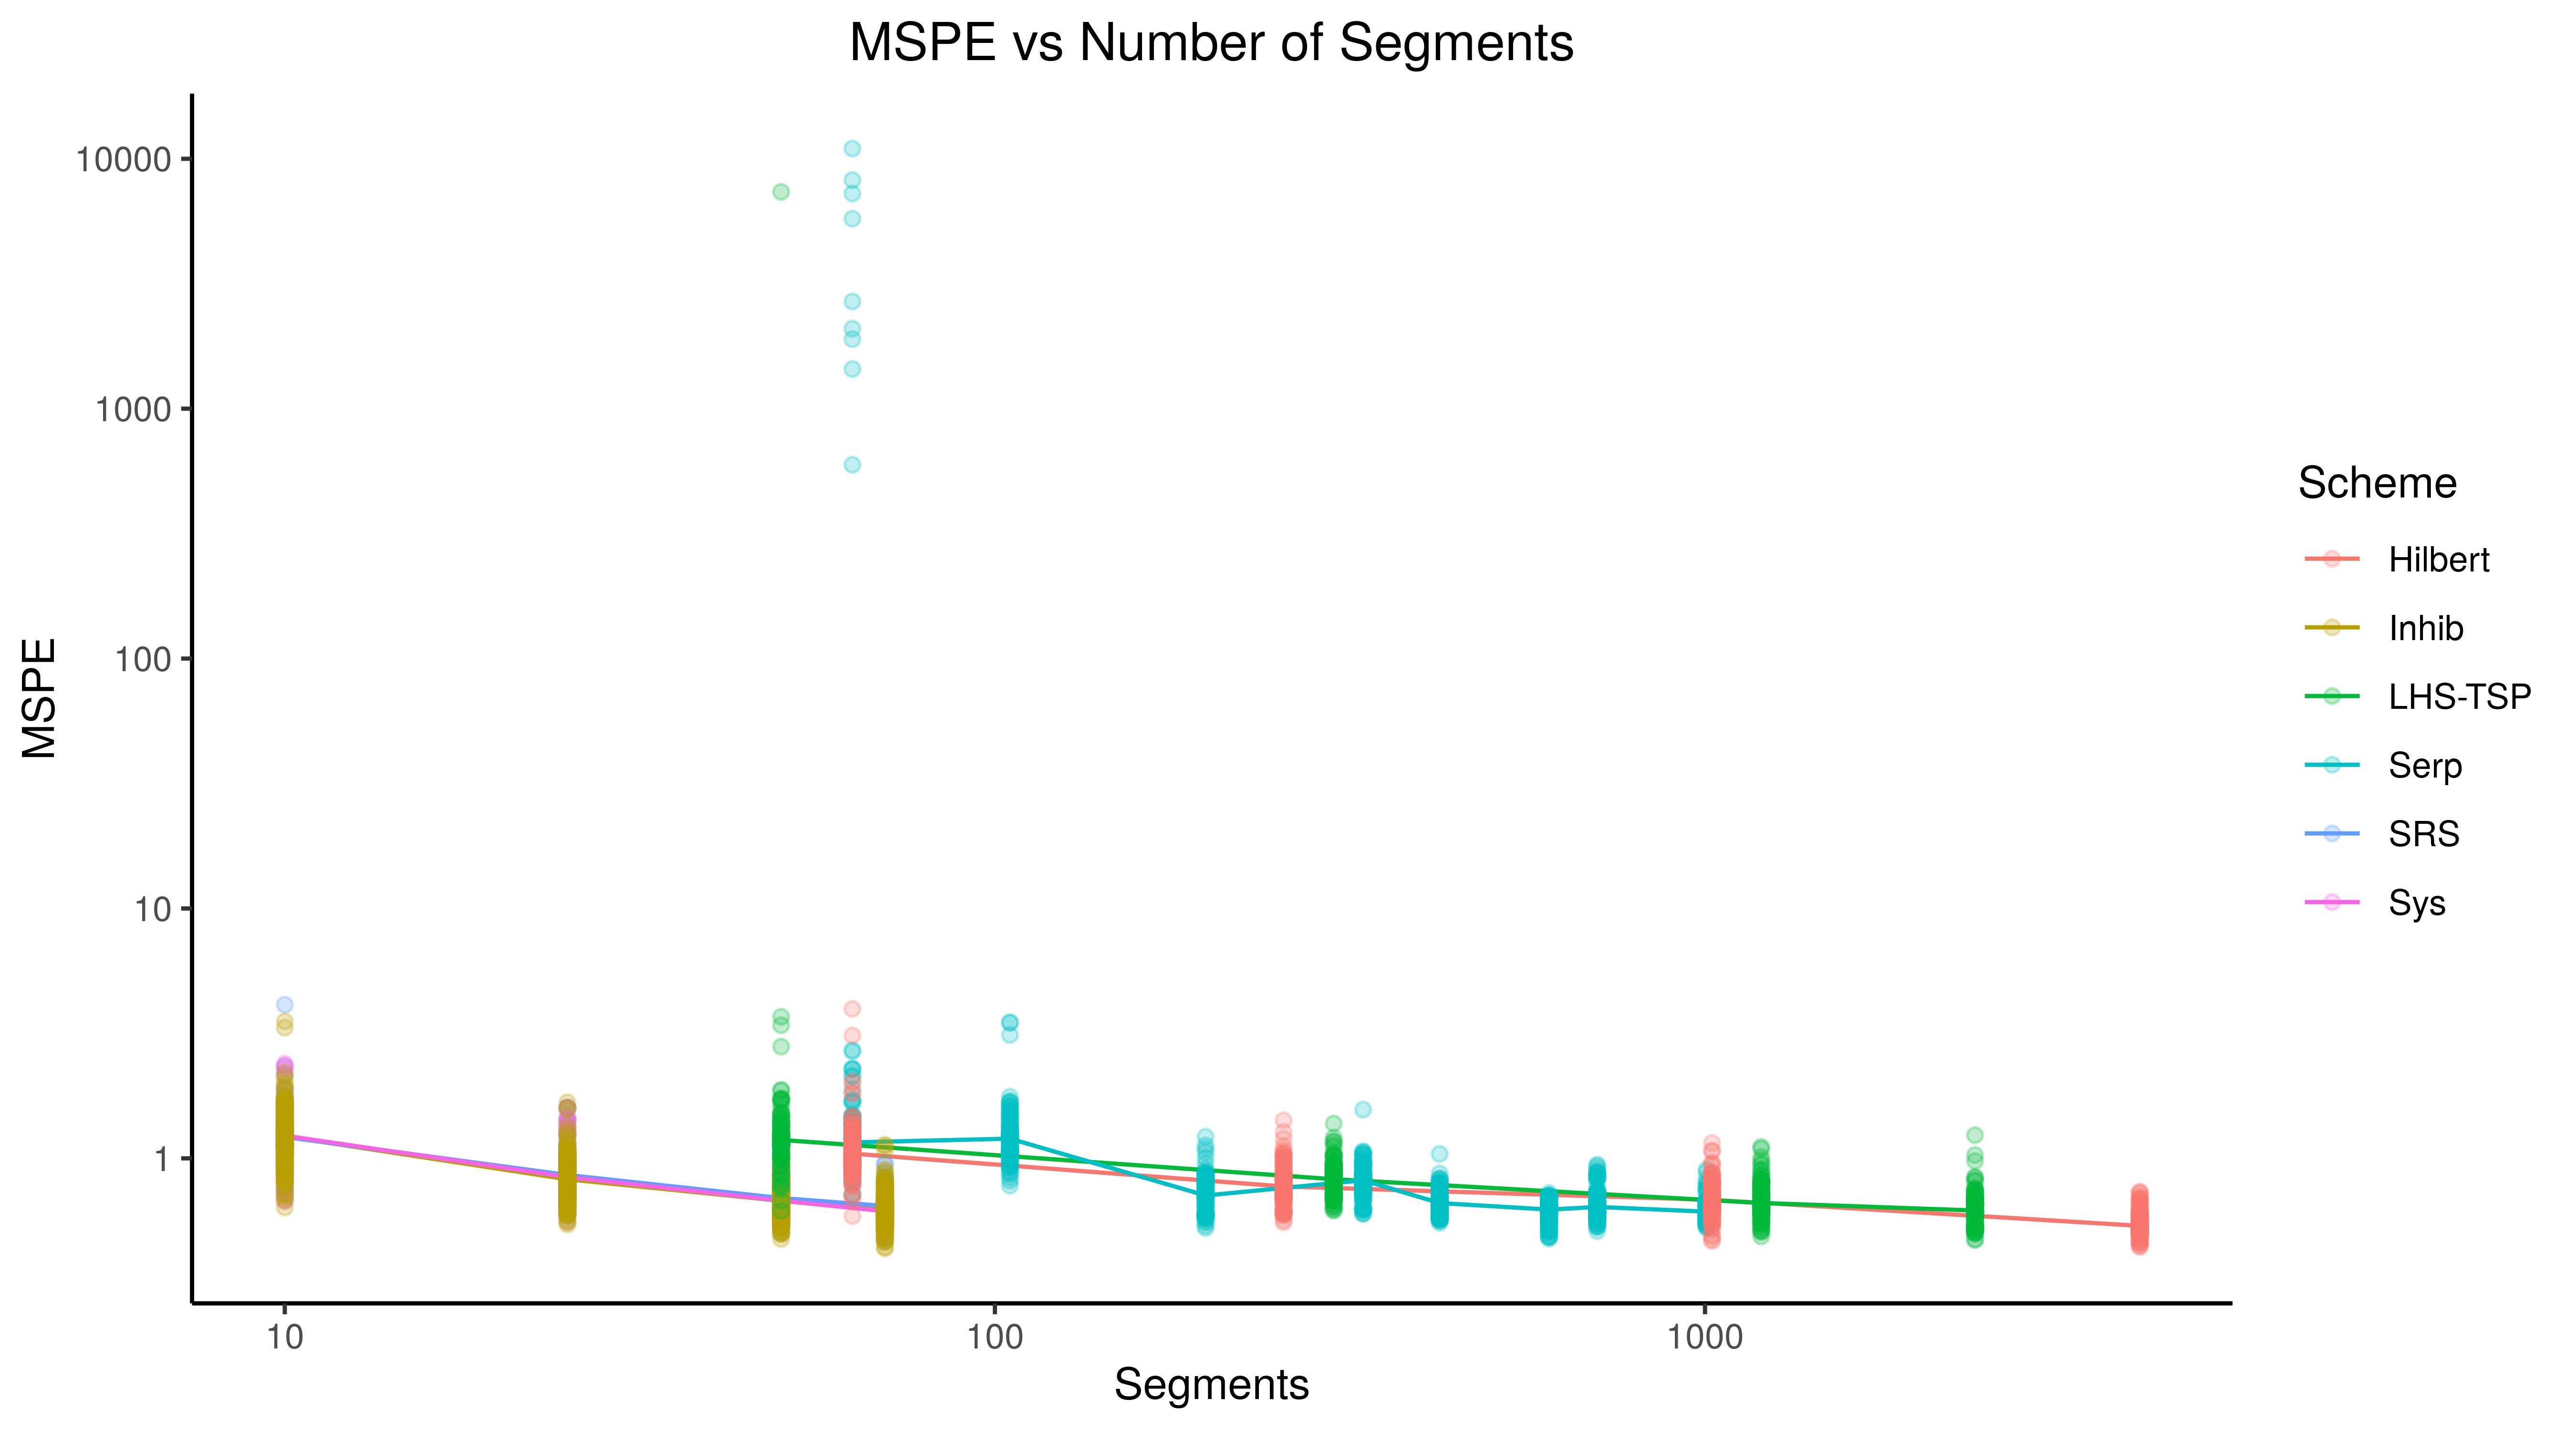 MSPE vs Number of Segments
10000
1000
100
10
1
MSPE
10
100
1000
Segments
Scheme
Hilbert
Inhib
LHS-TSP
Serp
SRS
Sys